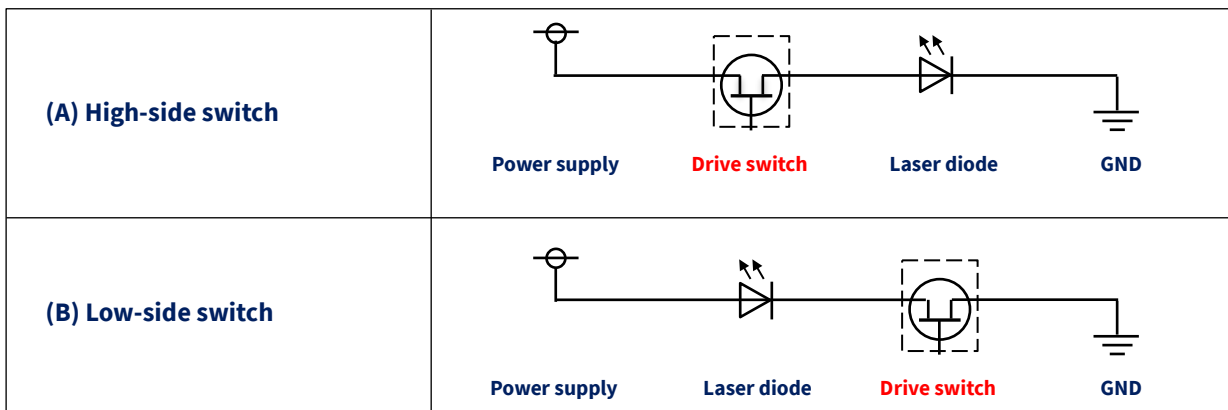 (A) High-side switch
Power supply
Drive switch
Laser diode
GND
(B) Low-side switch
Power supply
Laser diode
Drive switch
GND